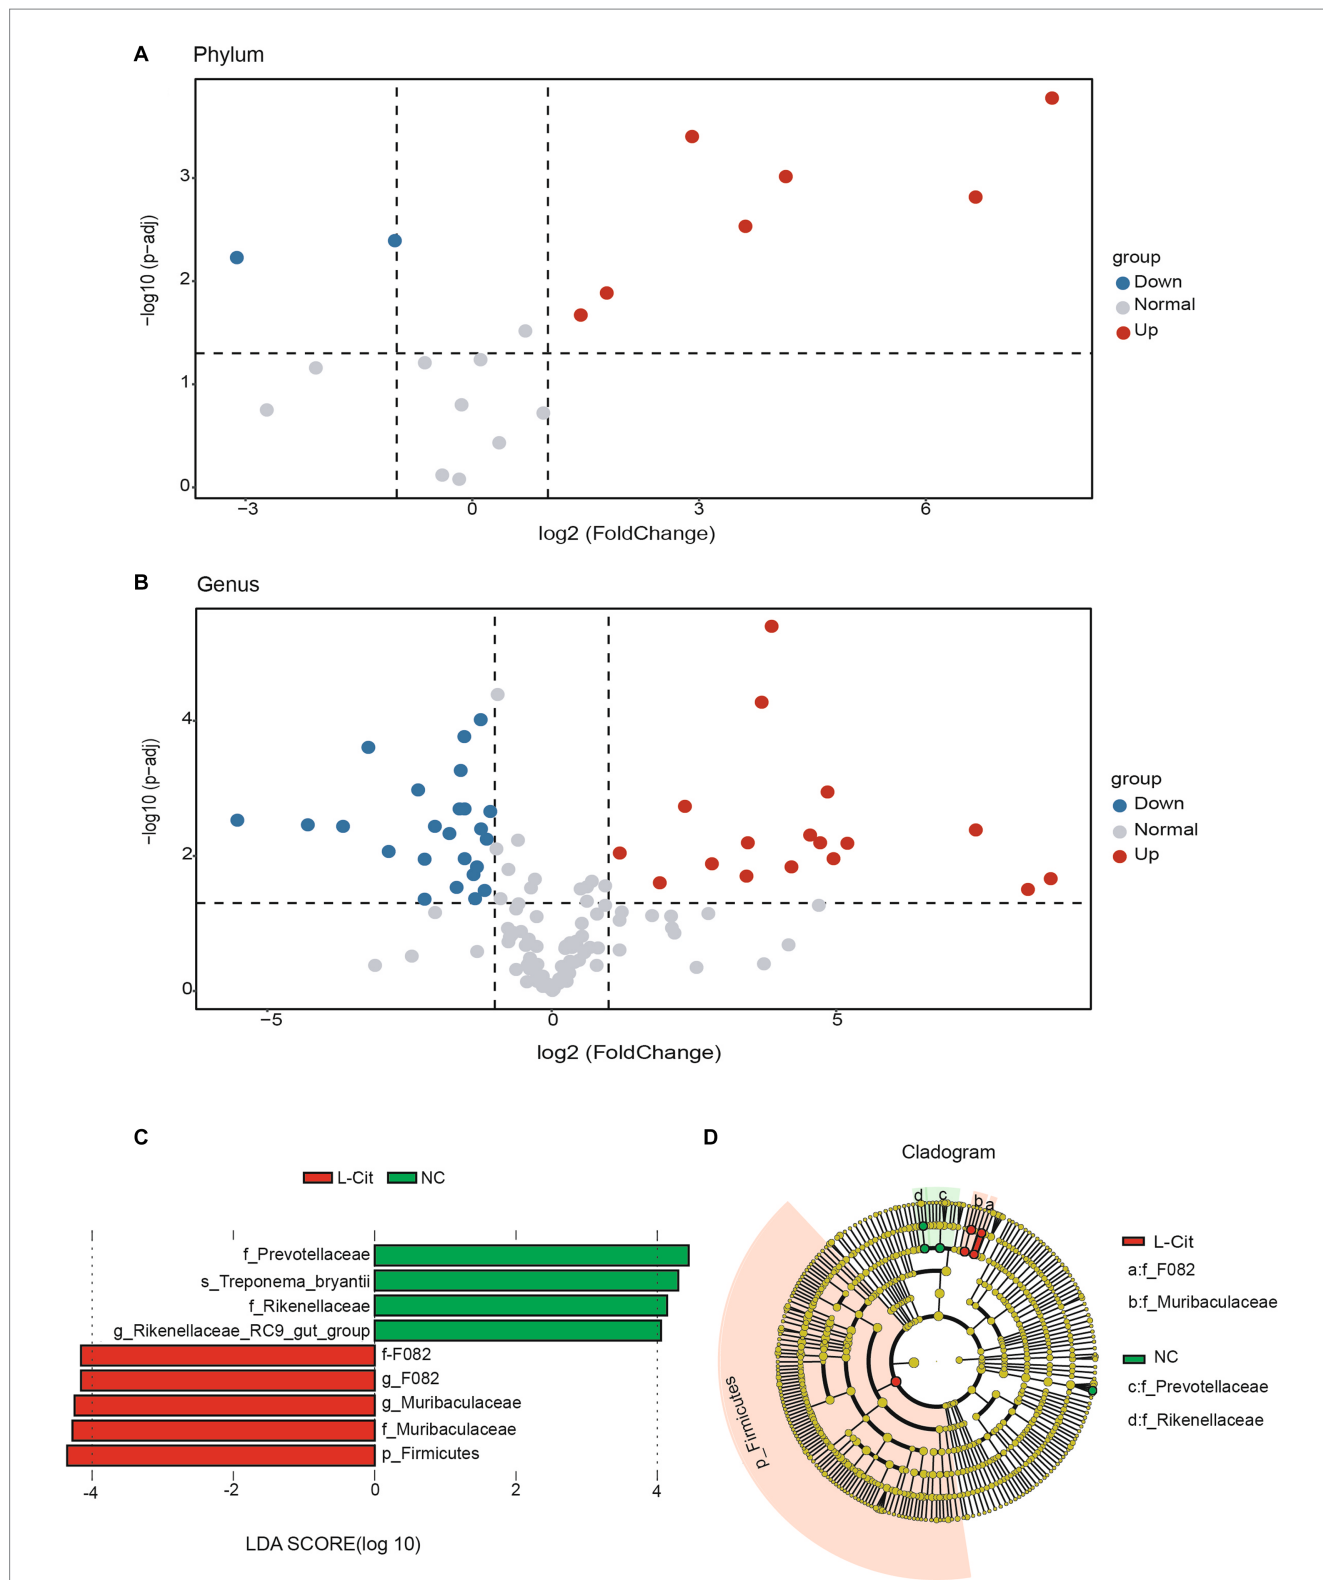 A
Phylum
3
2
1
0
-log10 (p-adj)
−3
0
3
6
log2 (FoldChange)
group
Down
Normal
Up
B
Genus
4
2
0
-log10 (p-adj)
−5
0
5
log2 (FoldChange)
group
Down
Normal
Up
C
L-Cit
NC
f_Prevotellaceae
s_Treponema_bryantii
f_Rikenellaceae
g_Rikenellaceae_RC9_gut_group
f-F082
g_F082
g_Muribaculaceae
f_Muribaculaceae
p_Firmicutes
-4
-2
0
2
4
LDA SCORE(log 10)
D
Cladogram
d
c
b
a
p_Firmicutes
L-Cit
a:f_F082
b:f_Muribaculaceae
NC
c:f_Prevotellaceae
d:f_Rikenellaceae